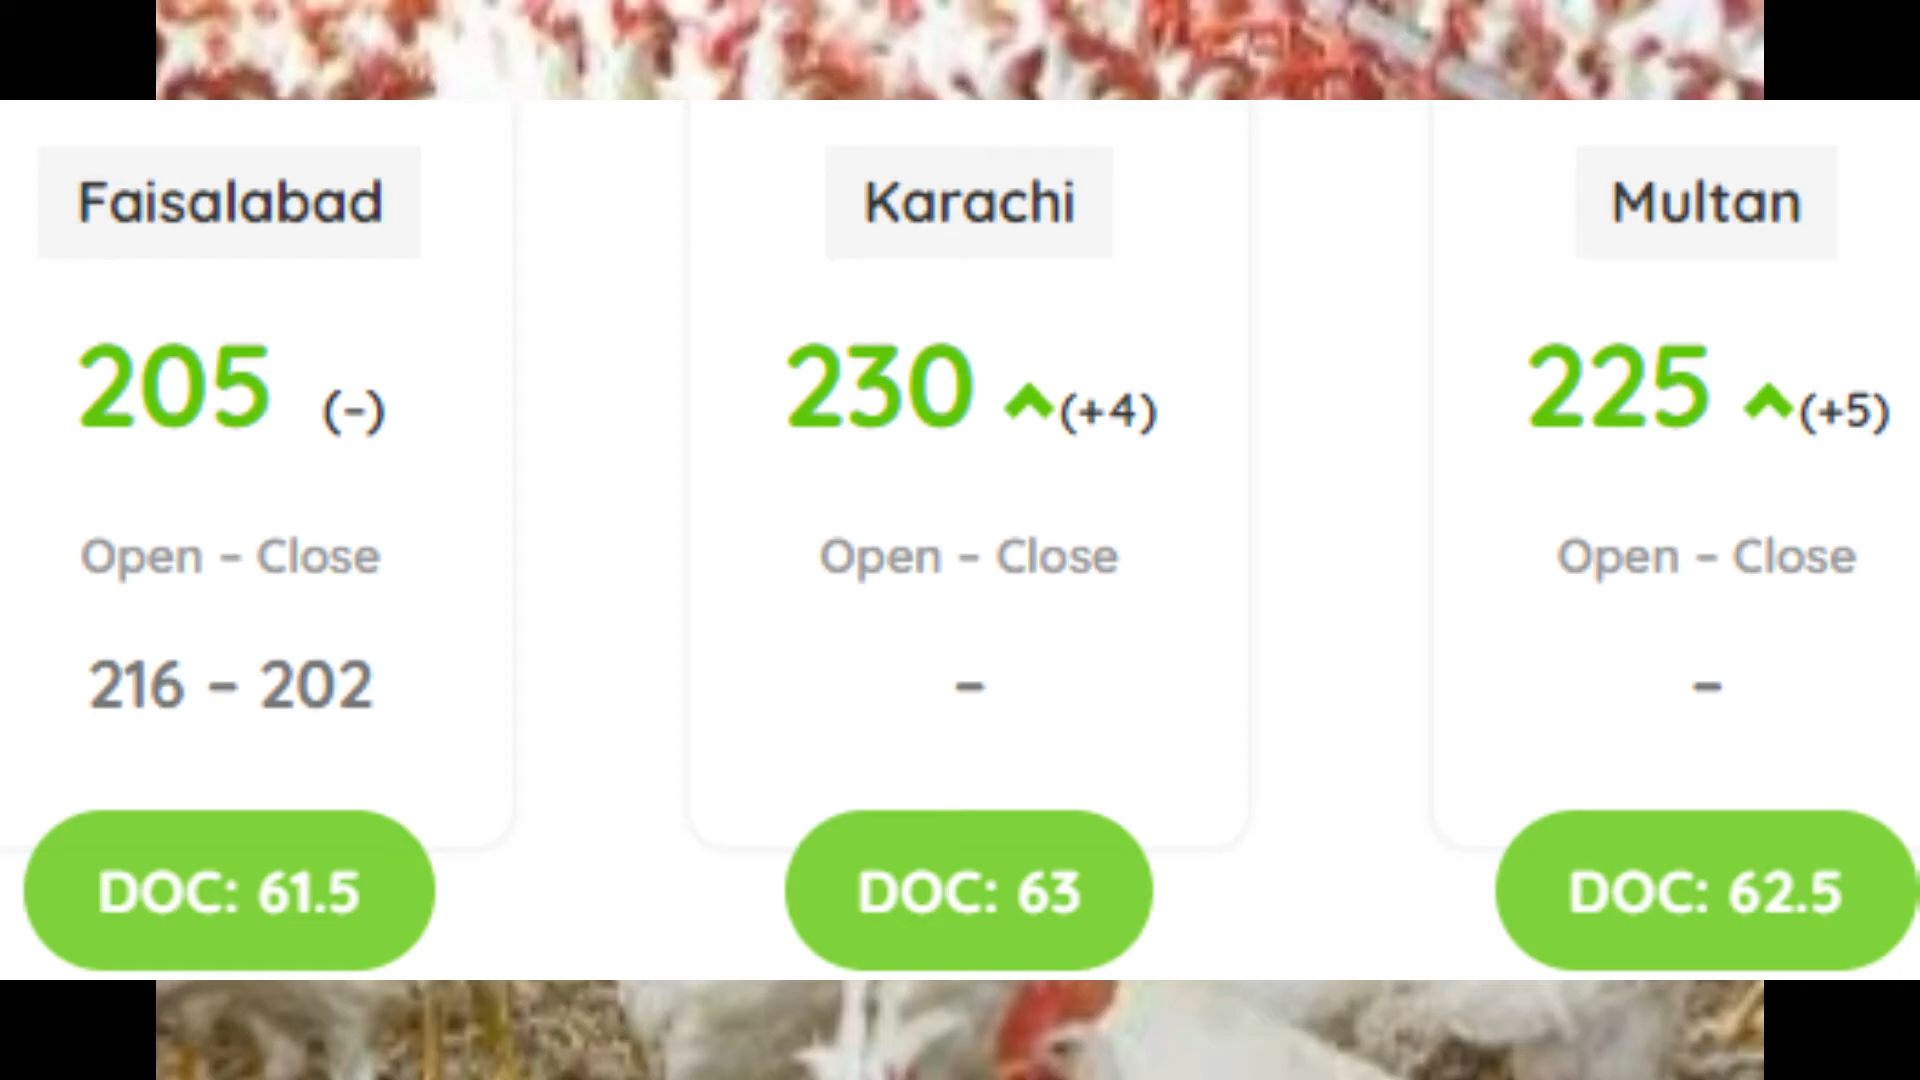 Faisalabad
205 (-)
Open - Close
216 - 202
DOC: 61.5
Karachi
230 (+4)
Open - Close
-
DOC: 63
Multan
225 (+5)
Open - Close
-
DOC: 62.5